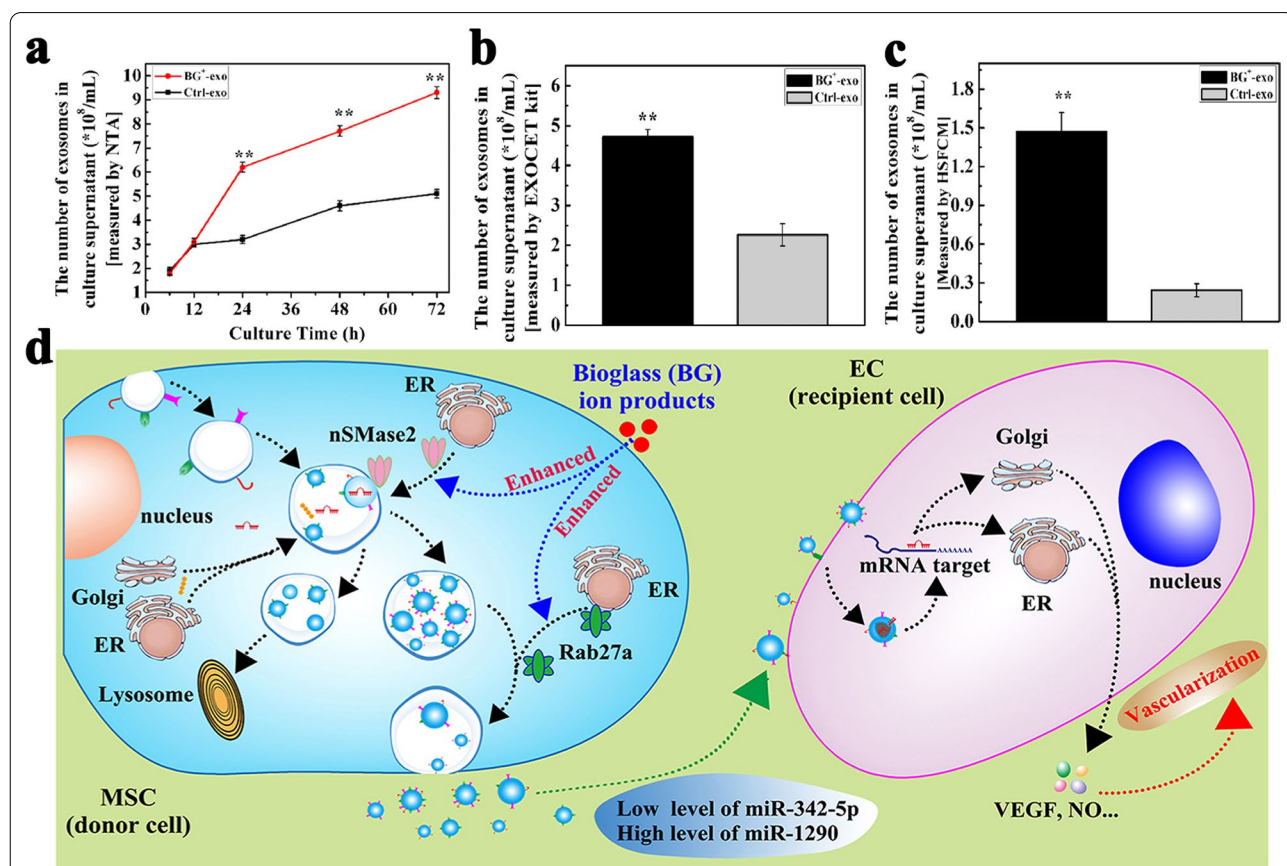 a
The number of exosomes in
culture supernatant (*10^8/mL)
[measured by NTA]
BG+-exo
Ctrl-exo
**
**
**
10
9
8
7
6
5
4
3
2
1
0
12
24
36
48
60
72
Culture Time (h)
b
The number of exosomes in
culture supernatant (*10^8/mL)
[measured by EXOCET kit]
BG+-exo
Ctrl-exo
**
6
5
4
3
2
1
0
c
The number of exosomes in
culture superanant (*10^8/mL)
[Measured by HSFCM]
BG+-exo
Ctrl-exo
**
1.8
1.5
1.2
0.9
0.6
0.3
0.0
d
ER
nSMase2
Bioglass (BG)
ion products
Enhanced
Enhanced
nucleus
Golgi
ER
Lysosome
ER
Rab27a
MSC
(donor cell)
EC
(recipient cell)
Golgi
mRNA target
AAAAAAA
ER
nucleus
Vascularization
VEGF, NO...
Low level of miR-342-5p
High level of miR-1290